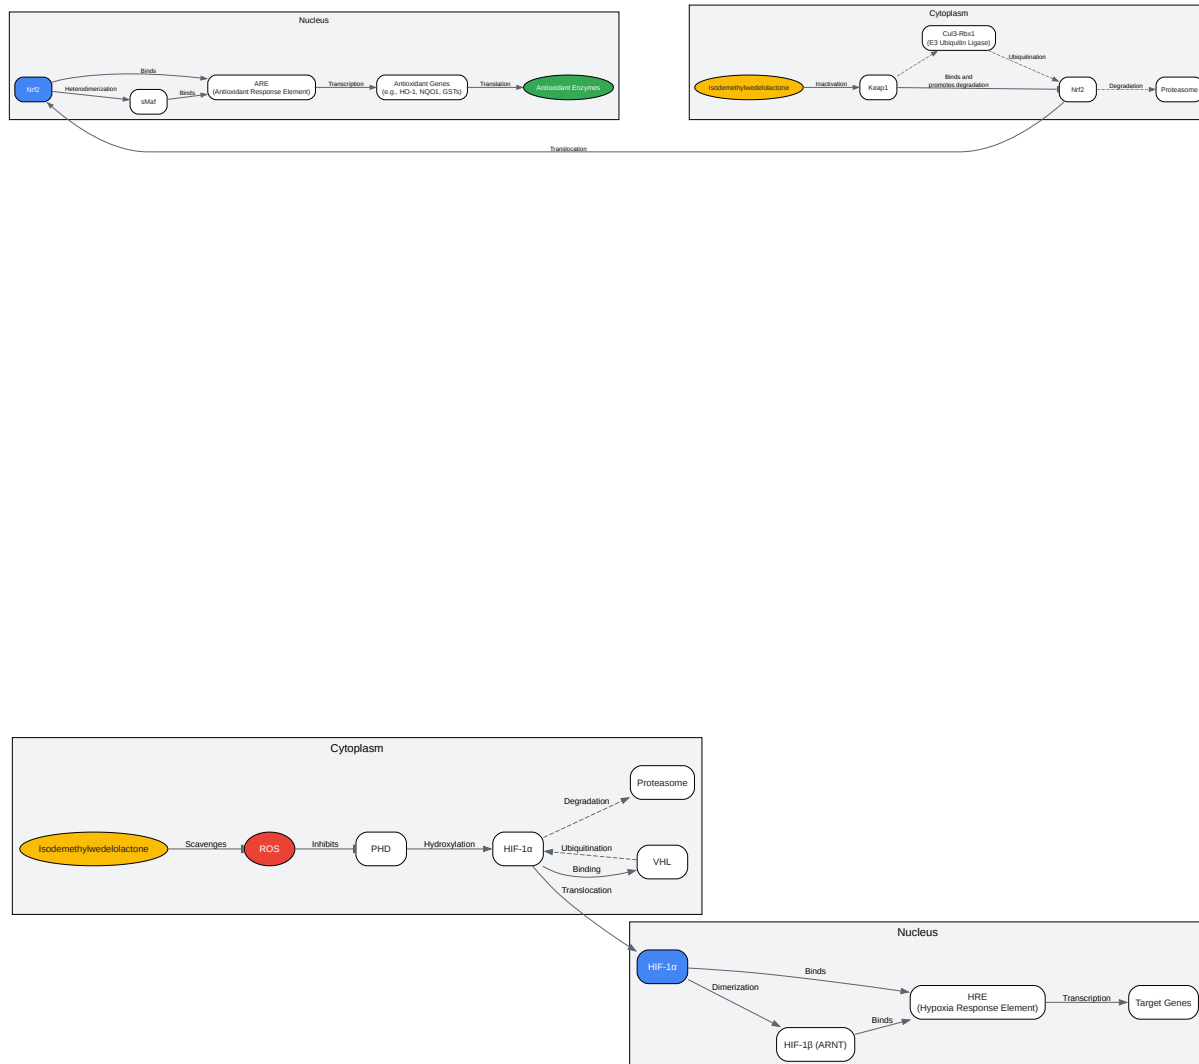 Nucleus
Nrf2
Binds
Heterodimerization
sMaf
Binds
ARE
(Antioxidant Response Element)
Transcription
Antioxidant Genes
(e.g., HO-1, NQO1, GSTs)
Translation
Antioxidant Enzymes
Cytoplasm
Cul3-Rbx1
(E3 Ubiquitin Ligase)
Ubiquitination
Isodemethylwedelolactone
Inactivation
Keap1
Binds and
promotes degradation
Nrf2
Degradation
Proteasome
Translocation
Cytoplasm
Proteasome
Degradation
Isodemethylwedelolactone
Scavenges
ROS
Inhibits
PHD
Hydroxylation
HIF-1α
Ubiquitination
Binding
VHL
Translocation
Nucleus
HIF-1α
Binds
Dimerization
HRE
(Hypoxia Response Element)
Transcription
Target Genes
Binds
HIF-1β (ARNT)